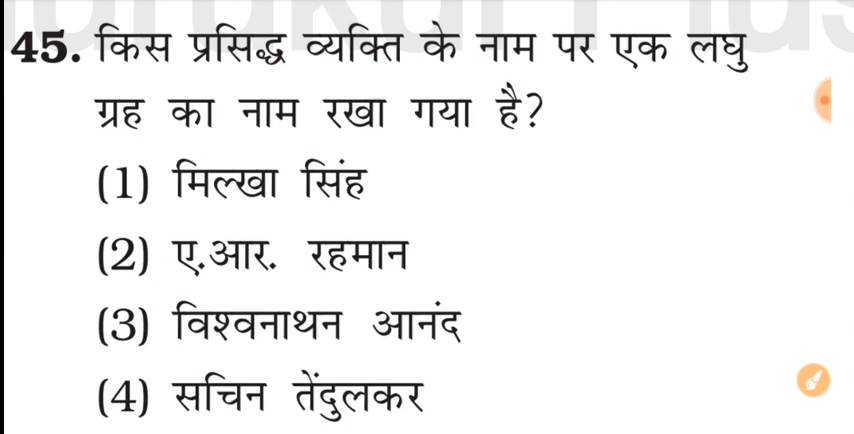 45. किस प्रसिद्ध व्यक्ति के नाम पर एक लघु
ग्रह का नाम रखा गया है?
(1) मिल्खा सिंह
(2) ए.आर. रहमान
(3) विश्वनाथन आनंद
(4) सचिन तेंदुलकर